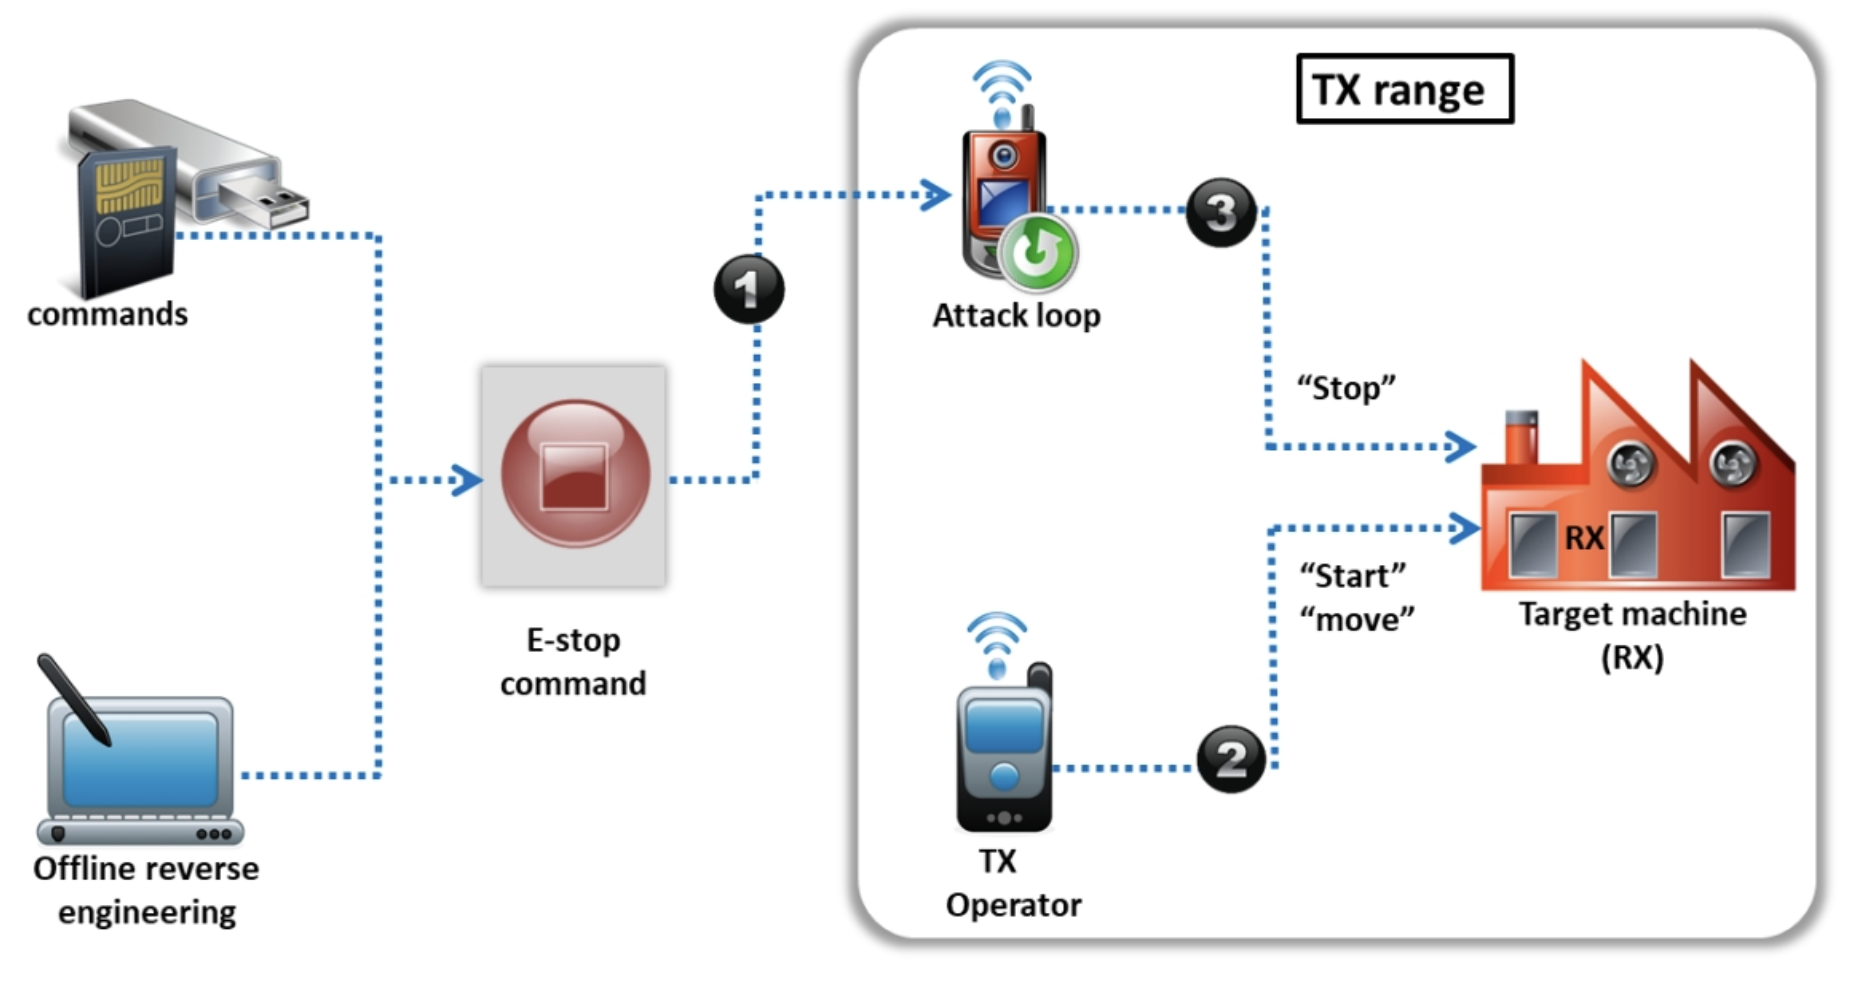 TX range
commands
1
Attack loop
3
“Stop”
E-stop
command
RX
“Start”
“move”
Target machine
(RX)
2
Offline reverse
engineering
TX
Operator